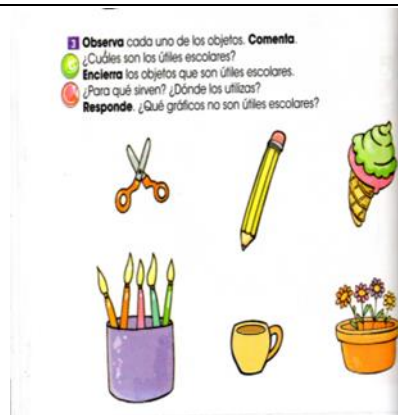 3 Observa cada uno de los objetos. Comenta.
¿Cuáles son los útiles escolares?
Encierra los objetos que son útiles escolares.
¿Para qué sirven? ¿Dónde los utilizas?
Responde. ¿Qué gráficos no son útiles escolares?